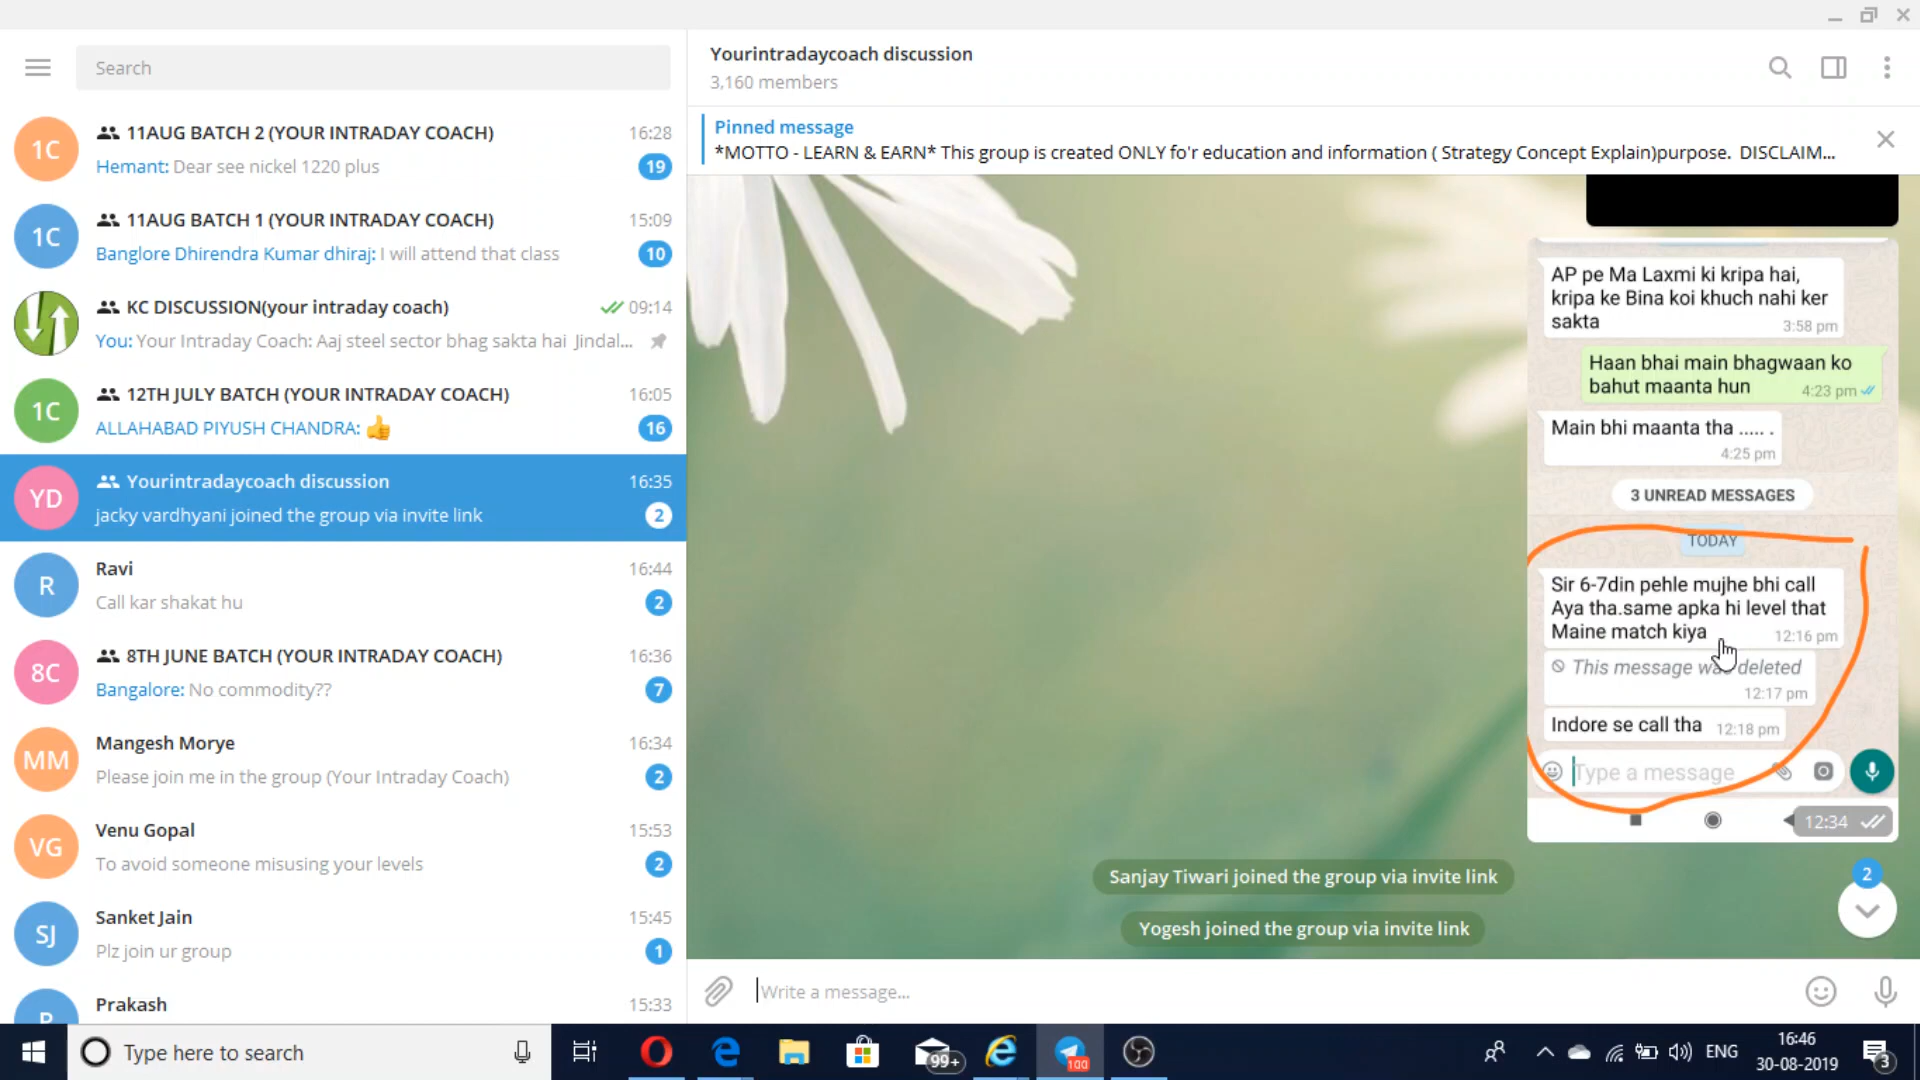 Search
1C
11AUG BATCH 2 (YOUR INTRADAY COACH)
16:28
Hemant: Dear see nickel 1220 plus
19
1C
11AUG BATCH 1 (YOUR INTRADAY COACH)
15:09
Banglore Dhirendra Kumar dhiraj: I will attend that class
10
KC DISCUSSION(your intraday coach)
09:14
You: Your Intraday Coach: Aaj steel sector bhag sakta hai Jindal...
1C
12TH JULY BATCH (YOUR INTRADAY COACH)
16:05
ALLAHABAD PIYUSH CHANDRA: 👍
16
YD
Yourintradaycoach discussion
16:35
jacky vardhyani joined the group via invite link
2
R
Ravi
16:44
Call kar shakat hu
2
8C
8TH JUNE BATCH (YOUR INTRADAY COACH)
16:36
Bangalore: No commodity??
7
MM
Mangesh Morye
16:34
Please join me in the group (Your Intraday Coach)
2
VG
Venu Gopal
15:53
To avoid someone misusing your levels
2
SJ
Sanket Jain
15:45
Plz join ur group
1
P
Prakash
15:33
Yourintradaycoach discussion
3,160 members
Pinned message
*MOTTO - LEARN & EARN* This group is created ONLY fo'r education and information ( Strategy Concept Explain)purpose. DISCLAIM...
AP pe Ma Laxmi ki kripa hai,
kripa ke Bina koi khuch nahi ker
sakta
3:58 pm
Haan bhai main bhagwaan ko
bahut maanta hun
4:23 pm
Main bhi maanta tha ..... .
4:25 pm
3 UNREAD MESSAGES
TODAY
Sir 6-7din pehle mujhe bhi call
Aya tha.same apka hi level that
Maine match kiya
12:16 pm
This message was deleted
12:17 pm
Indore se call tha
12:18 pm
Type a message
12:34
Sanjay Tiwari joined the group via invite link
Yogesh joined the group via invite link
2
Write a message...
Type here to search
99+
100
ENG
16:46
30-08-2019
3